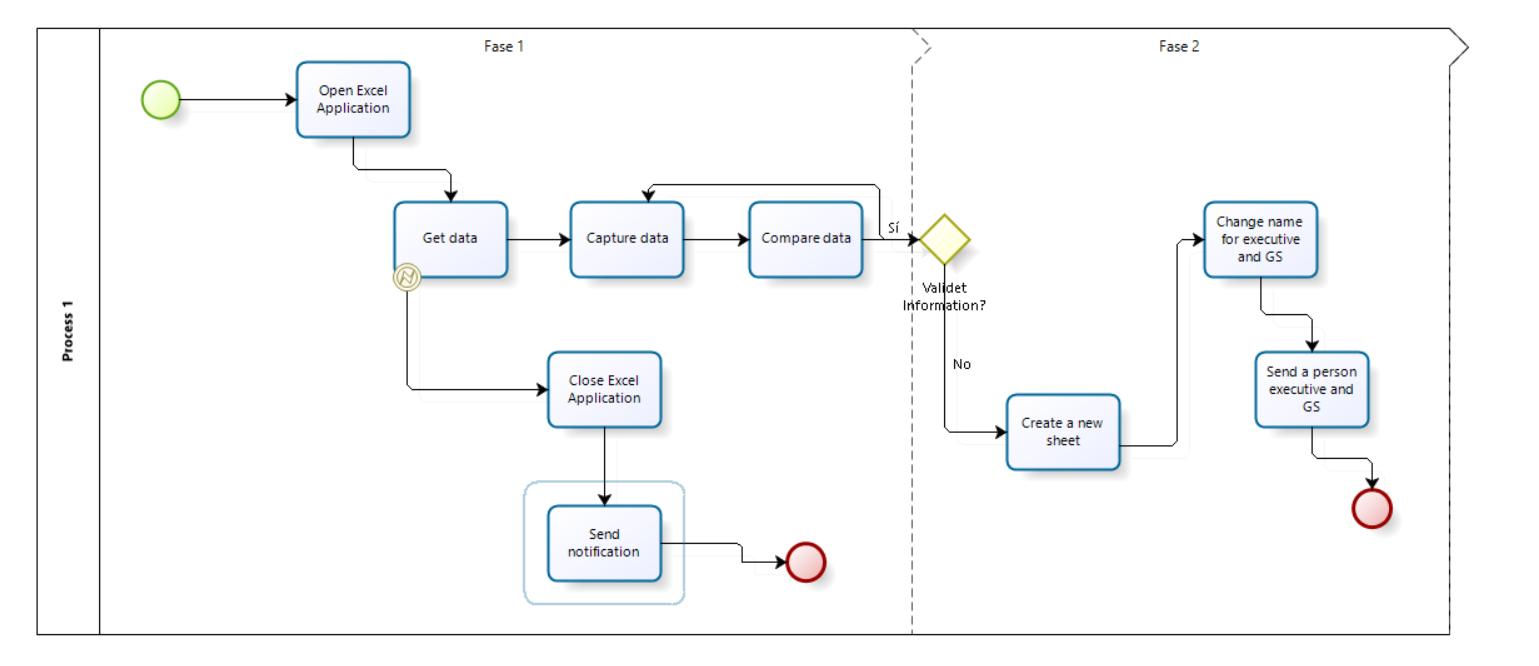 Fase 1
Fase 2
Process 1
Open Excel
Application
Get data
Capture data
Compare data
Sí
Validet
Information?
No
Change name
for executive
and GS
Close Excel
Application
Send a person
executive and
GS
Create a new
sheet
Send
notification